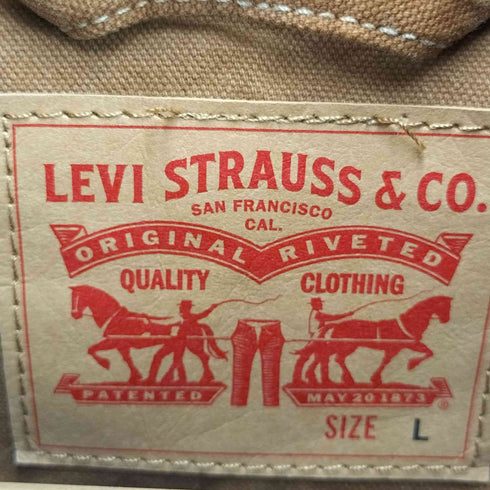 LEVI STRAUSS & CO.
SAN FRANCISCO
CAL.
ORIGINAL RIVETED
QUALITY CLOTHING
PATENTED MAY 20 1873 ®
SIZE L